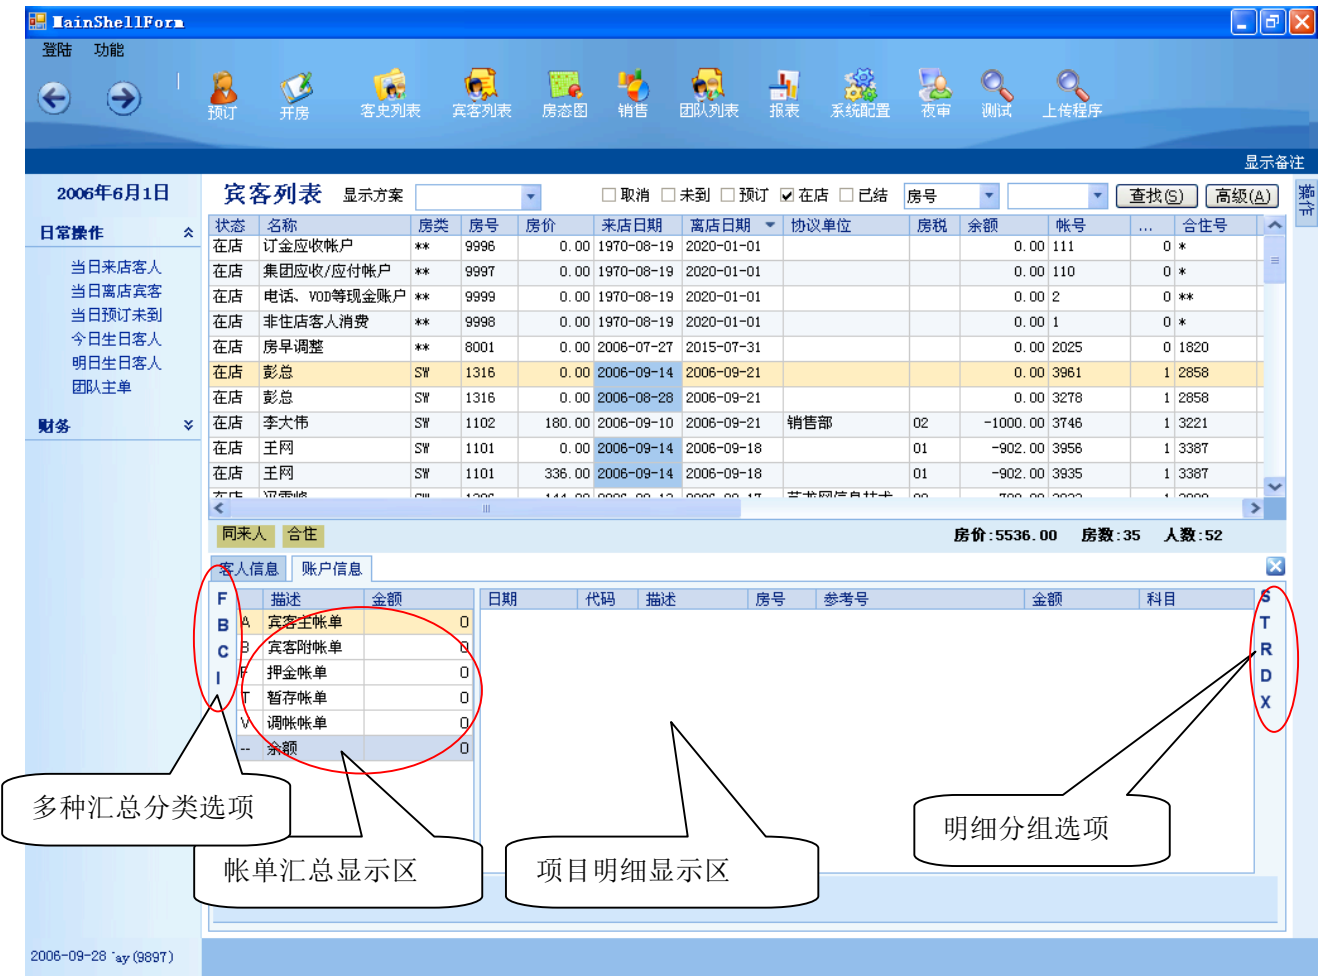 MainShellForm
登陆 功能
预订 开房 客史列表 宾客列表 房态图 销售 团队列表 报表 系统配置 夜审 测试 上传程序
显示备注
2006年6月1日
日常操作
当日来店客人
当日离店宾客
当日预订未到
今日生日客人
明日生日客人
团队主单
财务
宾客列表 显示方案 取消 未到 预订 在店 已结 房号 查找(S) 高级(A)
操作
状态 名称 房类 房号 房价 来店日期 离店日期 协议单位 房税 余额 帐号 ... 合住号
在店 订金应收帐户 ** 9996 0.00 1970-08-19 2020-01-01 0.00 111 0 *
在店 集团应收/应付帐户 ** 9997 0.00 1970-08-19 2020-01-01 0.00 110 0 *
在店 电话、VOD等现金账户 ** 9999 0.00 1970-08-19 2020-01-01 0.00 2 0 **
在店 非住店客人消费 ** 9998 0.00 1970-08-19 2020-01-01 0.00 1 0 *
在店 房早调整 ** 8001 0.00 2006-07-27 2015-07-31 0.00 2025 0 1820
在店 彭总 SW 1316 0.00 2006-09-14 2006-09-21 0.00 3961 1 2858
在店 彭总 SW 1316 0.00 2006-08-28 2006-09-21 0.00 3278 1 2858
在店 李大伟 SW 1102 180.00 2006-09-10 2006-09-21 销售部 02 -1000.00 3746 1 3221
在店 王网 SW 1101 0.00 2006-09-14 2006-09-18 01 -902.00 3956 1 3387
在店 王网 SW 1101 336.00 2006-09-14 2006-09-18 01 -902.00 3935 1 3387
同来人 合住
房价:5536.00 房数:35 人数:52
客人信息 账户信息
F B C I
描述 金额
A 宾客主帐单 0
B 宾客附帐单 0
押金帐单 0
T 暂存帐单 0
V 调帐帐单 0
-- 余额 0
日期 代码 描述 房号 参考号 金额 科目
S
T
R
D
X
多种汇总分类选项
帐单汇总显示区
项目明细显示区
明细分组选项
2006-09-28 (9897)